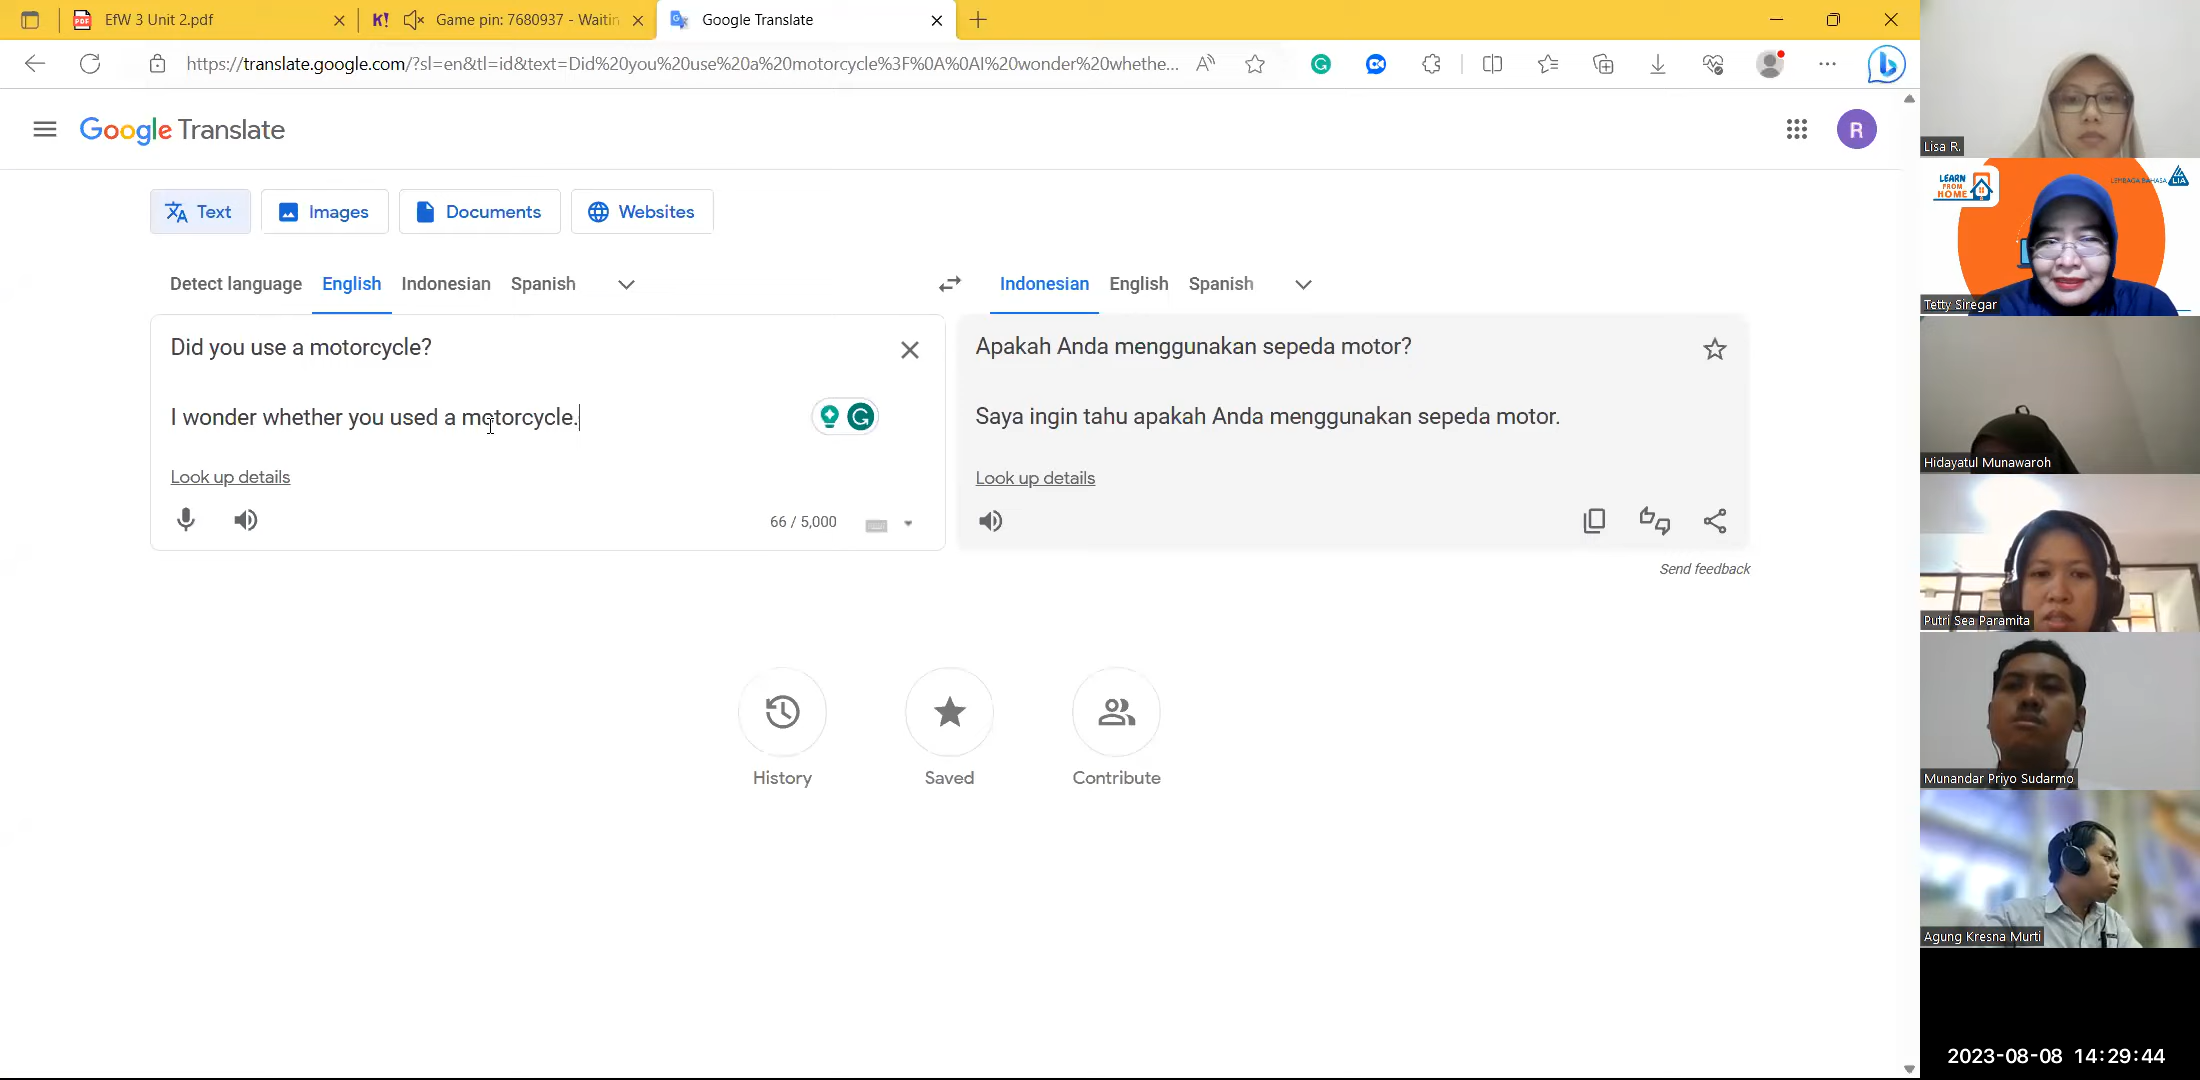 EfW 3 Unit 2.pdf
K! Game pin: 7680937 - Waitin
Google Translate
https://translate.google.com/?sl=en&tl=id&text=Did%20you%20use%20a%20motorcycle%3F%0A%0AI%20wonder%20whethe...
Google Translate
R
Text
Images
Documents
Websites
Detect language
English
Indonesian
Spanish
Indonesian
English
Spanish
Did you use a motorcycle?
I wonder whether you used a motorcycle.
Look up details
66 / 5,000
Apakah Anda menggunakan sepeda motor?
Saya ingin tahu apakah Anda menggunakan sepeda motor.
Look up details
Send feedback
History
Saved
Contribute
Lisa R.
LEARN
FROM
HOME
LEMBAGA BAHASA LIA
Tetty Siregar
Hidayatul Munawaroh
Putri Sea Paramita
Munandar Priyo Sudarmo
Agung Kresna Murti
2023-08-08 14:29:44